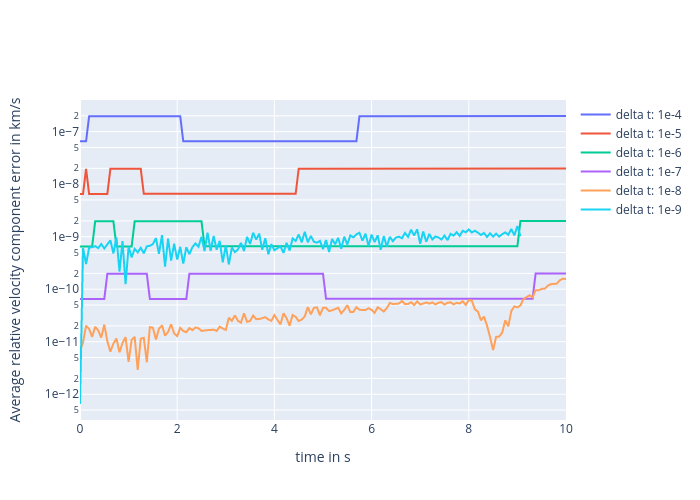 Average relative velocity component error in km/s
2
1e−7
5
2
1e−8
5
2
1e−9
5
2
1e−10
5
2
1e−11
5
2
1e−12
5
0
2
4
6
8
10
time in s
delta t: 1e-4
delta t: 1e-5
delta t: 1e-6
delta t: 1e-7
delta t: 1e-8
delta t: 1e-9